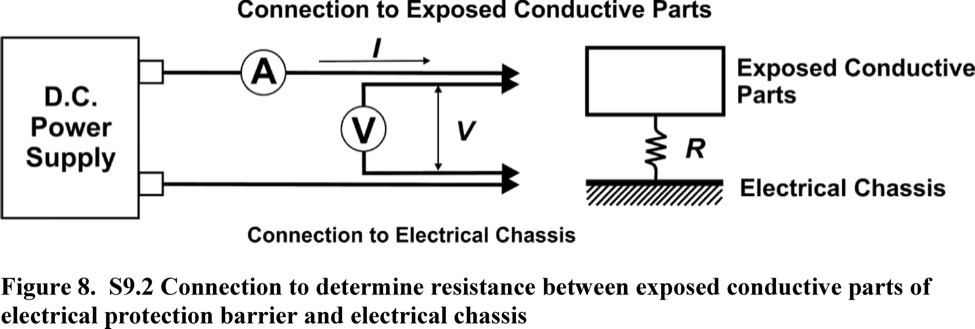 Connection to Exposed Conductive Parts
I
A
D.C.
Power
Supply
V
V
Exposed Conductive
Parts
R
Electrical Chassis
Connection to Electrical Chassis
Figure 8. S9.2 Connection to determine resistance between exposed conductive parts of
electrical protection barrier and electrical chassis